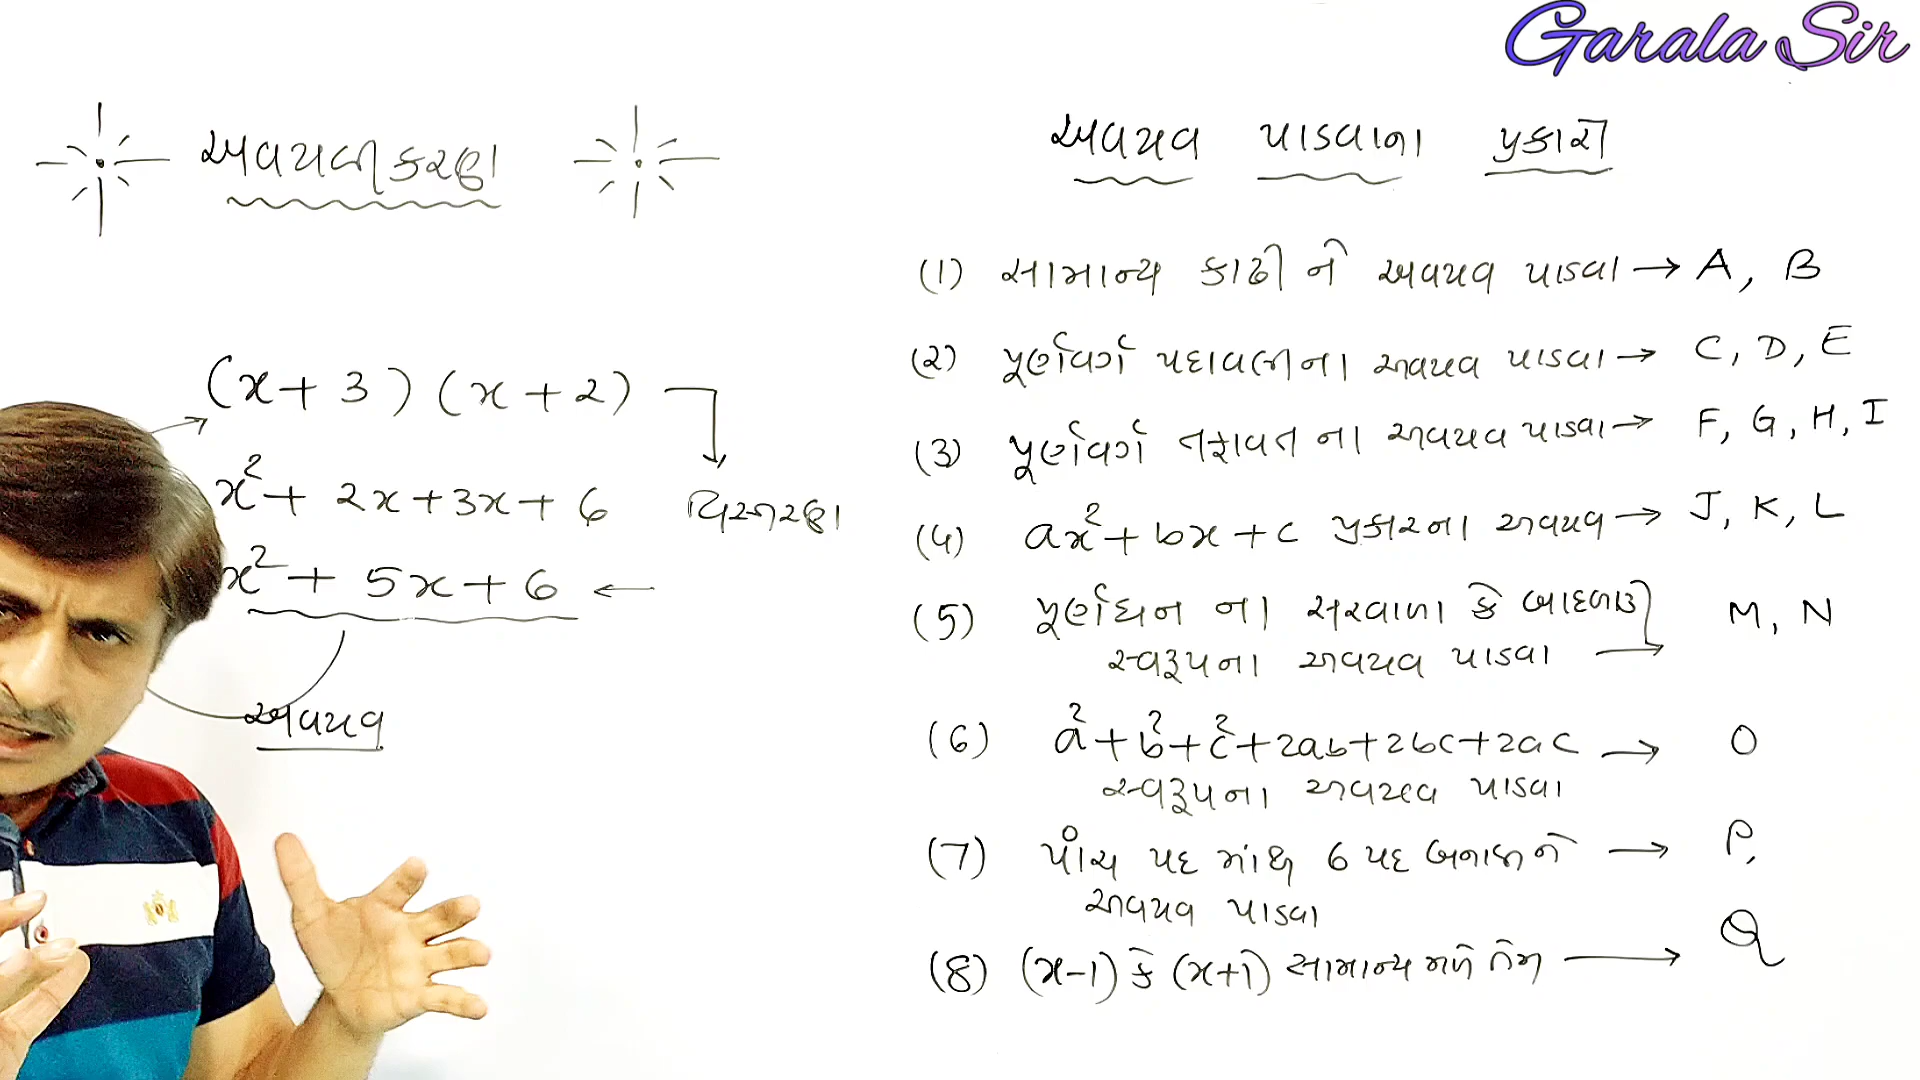 Garala Sir
અવયવીકરણ
(x + 3) (x + 2)
x² + 2x + 3x + 6
વિસ્તરણ
x² + 5x + 6 ←
અવયવ
અવયવ પાડવાના પ્રકારો
(1) સામાન્ય કાઢી ને અવયવ પાડવા → A, B
(2) પૂર્ણવર્ગ પદાવલીના અવયવ પાડવા → C, D, E
(3) પૂર્ણવર્ગ તફાવત ના અવયવ પાડવા → F, G, H, I
(4) ax² + bx + c પ્રકારના અવયવ → J, K, L
(5) પૂર્ણઘન ના સરવાળા કે બાદબાકી
સ્વરૂપના અવયવ પાડવા → M, N
(6) a² + b² + c² + 2ab + 2bc + 2ac → O
સ્વરૂપના અવયવ પાડવા
(7) પાંચ પદ માંથી 6 પદ બનાવીને → P,
અવયવ પાડવા
(8) (x-1) કે (x+1) સામાન્ય મળે તેમ → Q